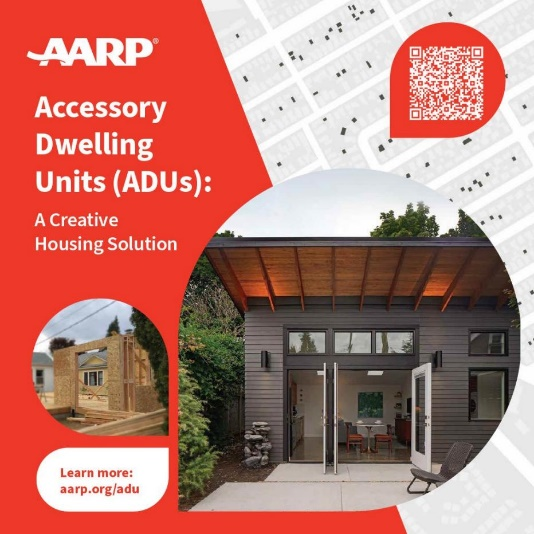 AARP®
Accessory
Dwelling
Units (ADUs):
A Creative
Housing Solution
Learn more:
aarp.org/adu